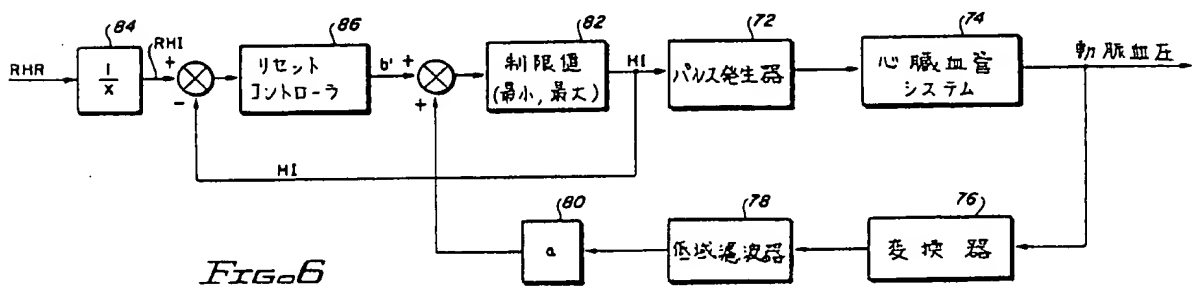 84
86
82
72
74
RHR
1
X
RHI
+
−
リセット
コントローラ
b'
+
+
制限値
(最小,最大)
HI
パルス発生器
心臓血管
システム
動脈血圧
HI
80
78
76
a
低域濾波器
変換器
FIG.6